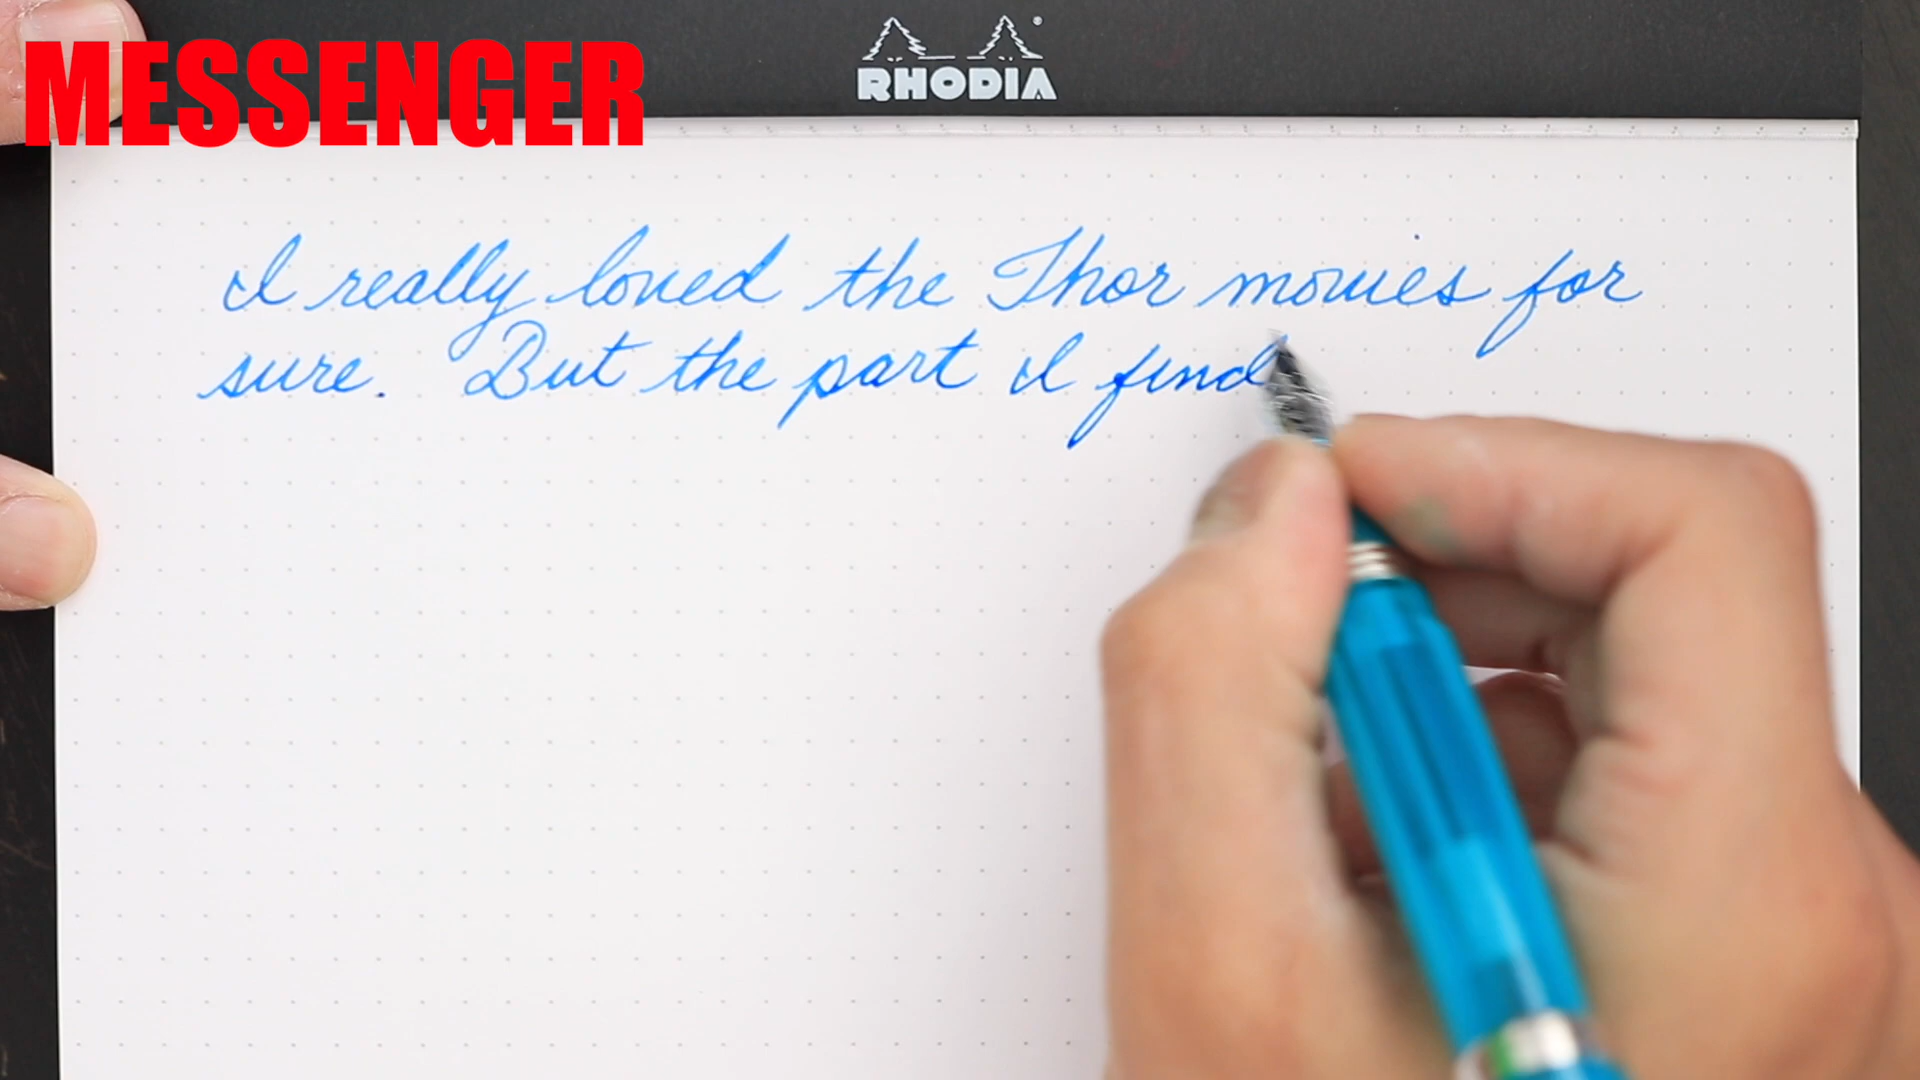 MESSENGER
RHODIA
I really loved the Thor movies for
sure. But the part I find